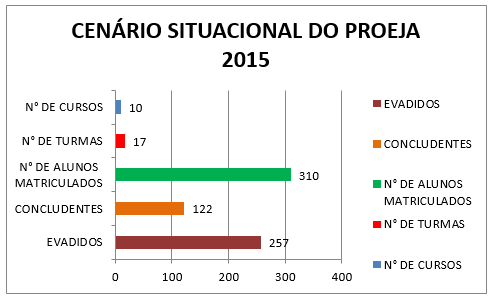 CENÁRIO SITUACIONAL DO PROEJA
2015
N° DE CURSOS
10
N° DE TURMAS
17
N° DE ALUNOS
MATRICULADOS
310
CONCLUDENTES
122
EVADIDOS
257
0
100
200
300
400
EVADIDOS
CONCLUDENTES
N° DE ALUNOS
MATRICULADOS
N° DE TURMAS
N° DE CURSOS